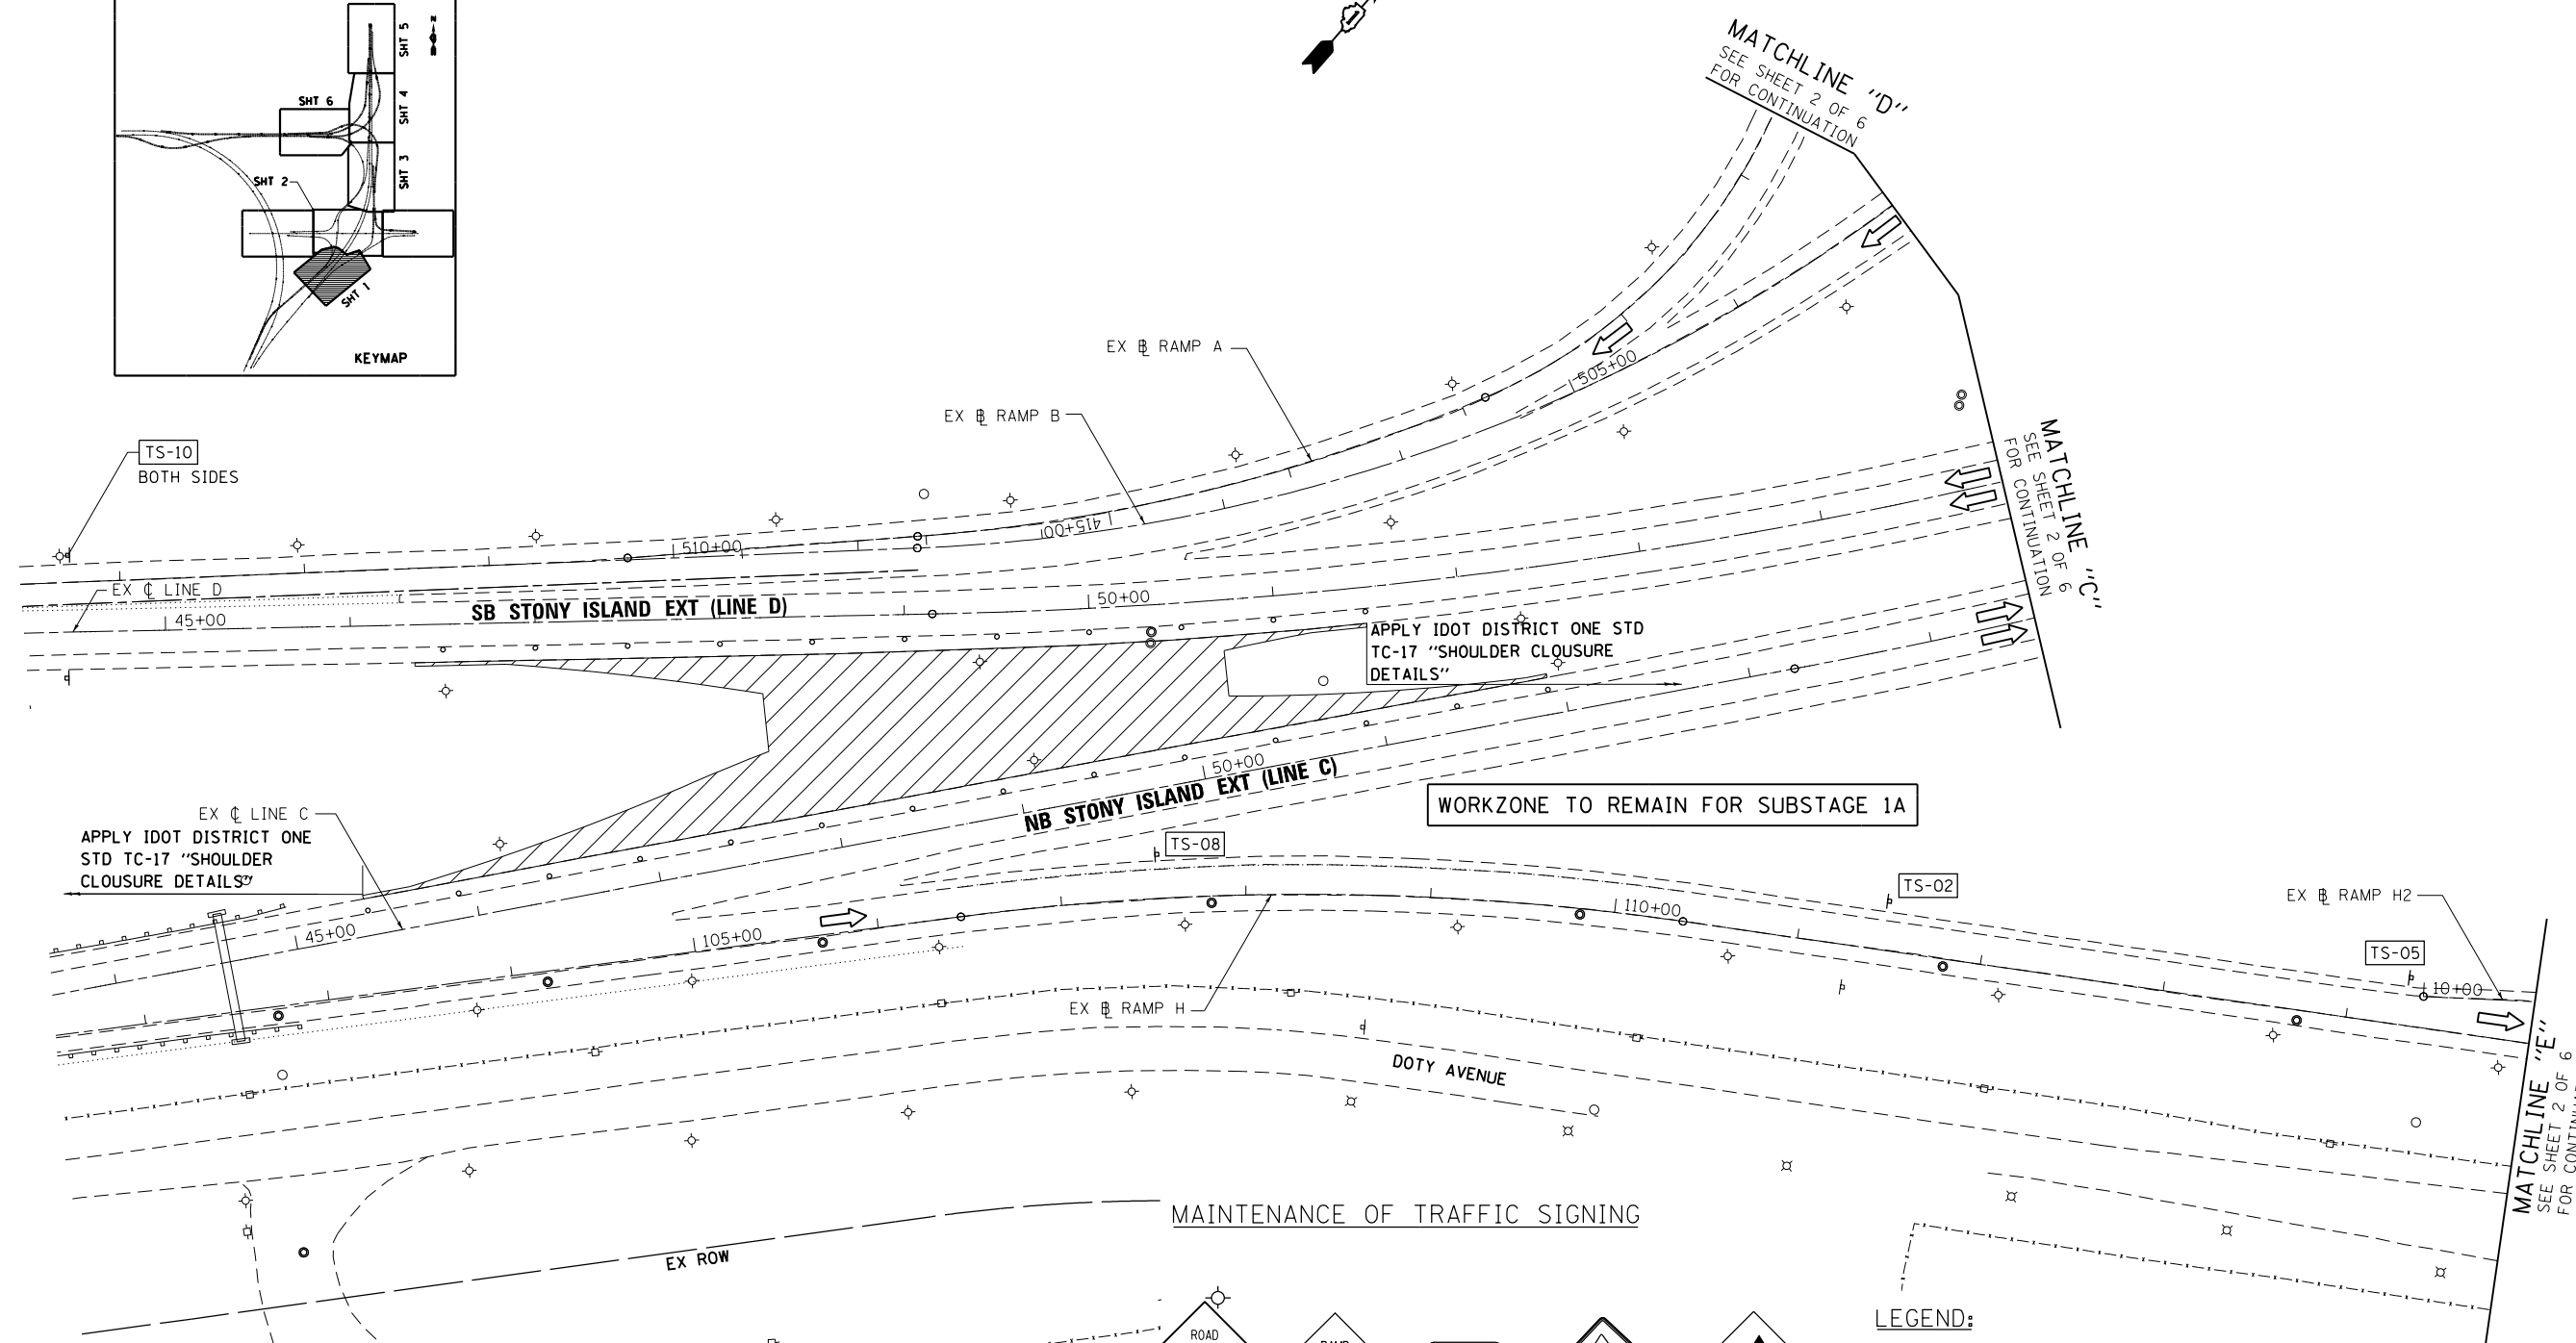 SHT 5
SHT 4
SHT 6
SHT 3
SHT 2
SHT 1
KEYMAP
MATCHLINE "D"
SEE SHEET 2 OF 6
FOR CONTINUATION
EX ℄ RAMP A
505+00
EX ℄ RAMP B
TS-10
BOTH SIDES
MATCHLINE "C"
SEE SHEET 2 OF 6
FOR CONTINUATION
415+00
510+00
EX ℄ LINE D
SB STONY ISLAND EXT (LINE D)
50+00
45+00
APPLY IDOT DISTRICT ONE STD
TC-17 "SHOULDER CLOUSURE
DETAILS"
50+00
NB STONY ISLAND EXT (LINE C)
WORKZONE TO REMAIN FOR SUBSTAGE 1A
EX ℄ LINE C
APPLY IDOT DISTRICT ONE
STD TC-17 "SHOULDER
CLOUSURE DETAILS"
TS-08
TS-02
EX ℄ RAMP H2
45+00
105+00
110+00
TS-05
10+00
EX ℄ RAMP H
DOTY AVENUE
MATCHLINE "E"
SEE SHEET 2 OF 6
MAINTENANCE OF TRAFFIC SIGNING
EX ROW
LEGEND:
ROAD